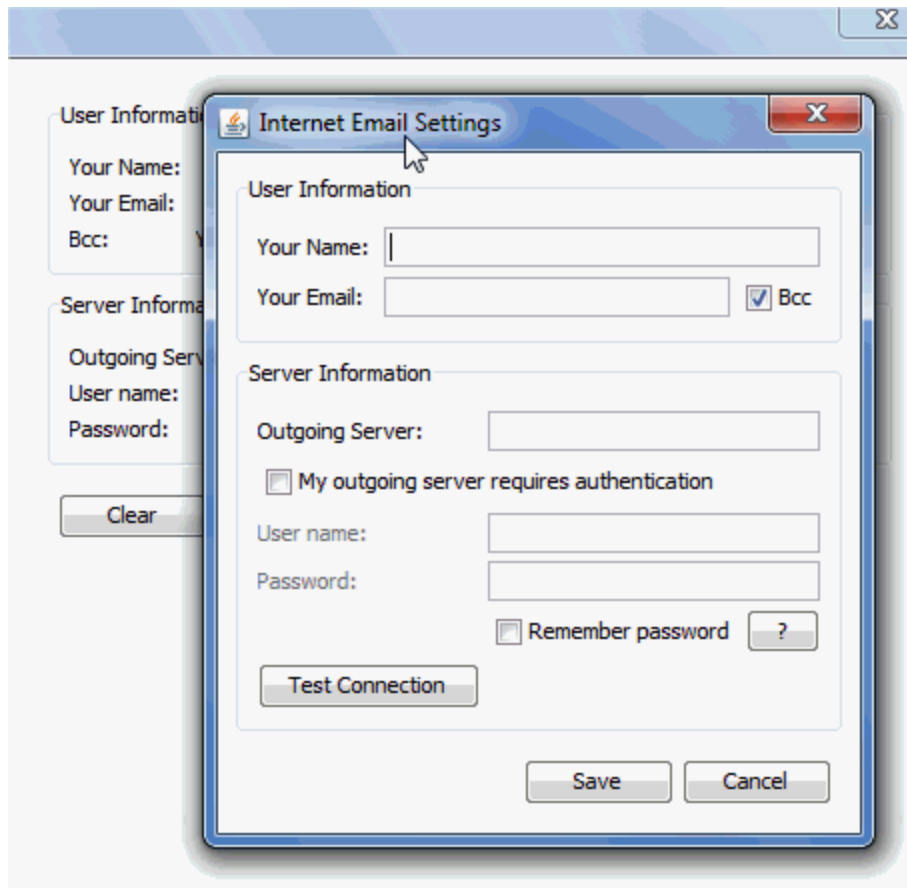 Internet Email Settings
User Informati
Your Name:
Your Email:
Bcc:
Server Informa
Outgoing Serv
User name:
Password:
Clear
User Information
Your Name:
Your Email:
Bcc
Server Information
Outgoing Server:
My outgoing server requires authentication
User name:
Password:
Remember password ?
Test Connection
Save Cancel